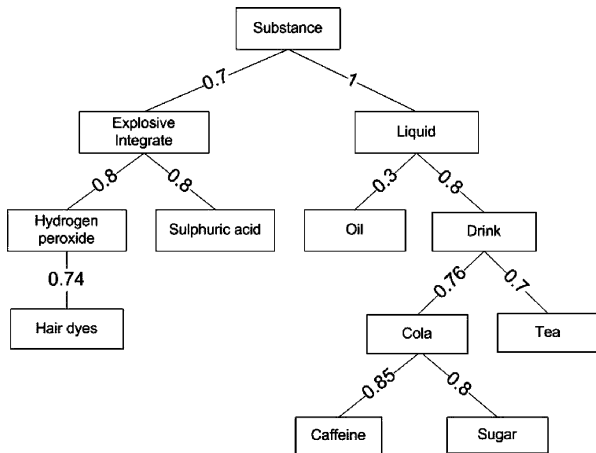 Substance
0.7
1
Explosive
Integrate
Liquid
0.8
0.8
0.3
0.8
Hydrogen
peroxide
Sulphuric acid
Oil
Drink
0.74
0.76
0.7
Hair dyes
Cola
Tea
0.85
0.8
Caffeine
Sugar